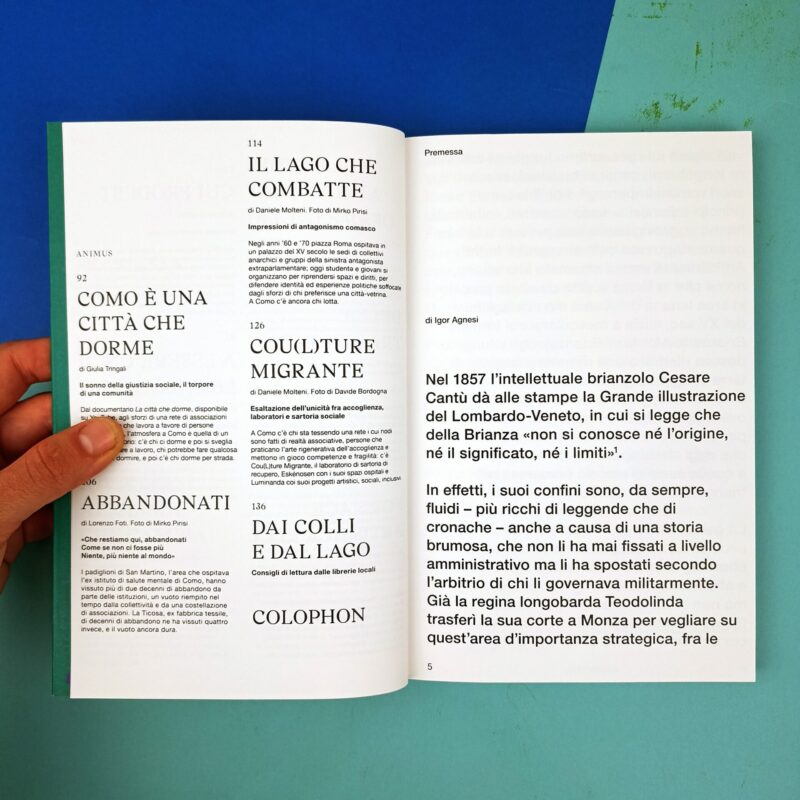 ANIMUS
92
COMO È UNA
CITTÀ CHE
DORME
di Giulia Tringali
Il sonno della giustizia sociale, il torpore
di una comunità
Dal documentario La città che dorme, disponibile
su YouTube, agli sforzi di una rete di associazioni
che lavora a favore di persone
l'atmosfera a Como è quella di un
c'è chi ci dorme e poi si sveglia
a lavoro, chi potrebbe fare qualcosa
dormire, e poi c'è chi dorme per strada.
106
ABBANDONATI
di Lorenzo Foti. Foto di Mirko Pirisi
«Che restiamo qui, abbandonati
Come se non ci fosse più
Niente, più niente al mondo»
I padiglioni di San Martino, l'area che ospitava
l'ex istituto di salute mentale di Como, hanno
vissuto più di due decenni di abbandono da
parte delle istituzioni, un vuoto riempito nel
tempo dalla collettività e da una costellazione
di associazioni. La Ticosa, ex fabbrica tessile,
di decenni di abbandono ne ha vissuti quattro
invece, e il vuoto ancora dura.
114
IL LAGO CHE
COMBATTE
di Daniele Molteni. Foto di Mirko Pirisi
Impressioni di antagonismo comasco
Negli anni '60 e '70 piazza Roma ospitava in
un palazzo del XV secolo le sedi di collettivi
anarchici e gruppi della sinistra antagonista
extraparlamentare; oggi studenti e giovani si
organizzano per riprendersi spazi e diritti, per
difendere identità ed esperienze politiche soffocate
dagli sforzi di chi preferisce una città-vetrina.
A Como c'è ancora chi lotta.
126
COU(L)TURE
MIGRANTE
di Daniele Molteni. Foto di Davide Bordogna
Esaltazione dell'unicità fra accoglienza,
laboratori e sartoria sociale
A Como c'è chi sta tessendo una rete i cui nodi
sono fatti di realtà associative, persone che
praticano l'arte rigenerativa dell'accoglienza e
mettono in gioco competenze e fragilità: c'è
Cou(L)ture Migrante, il laboratorio di sartoria di
recupero, Eskénosen con i suoi spazi ospitali e
Luminanda coi suoi progetti artistici, sociali, inclusivi
136
DAI COLLI
E DAL LAGO
Consigli di lettura dalle librerie locali
COLOPHON
Premessa
di Igor Agnesi
Nel 1857 l'intellettuale brianzolo Cesare
Cantù dà alle stampe la Grande illustrazione
del Lombardo-Veneto, in cui si legge che
della Brianza «non si conosce né l'origine,
né il significato, né i limiti»¹.
In effetti, i suoi confini sono, da sempre,
fluidi – più ricchi di leggende che di
cronache – anche a causa di una storia
brumosa, che non li ha mai fissati a livello
amministrativo ma li ha spostati secondo
l'arbitrio di chi li governava militarmente.
Già la regina longobarda Teodolinda
trasferì la sua corte a Monza per vegliare su
quest'area d'importanza strategica, fra le
5